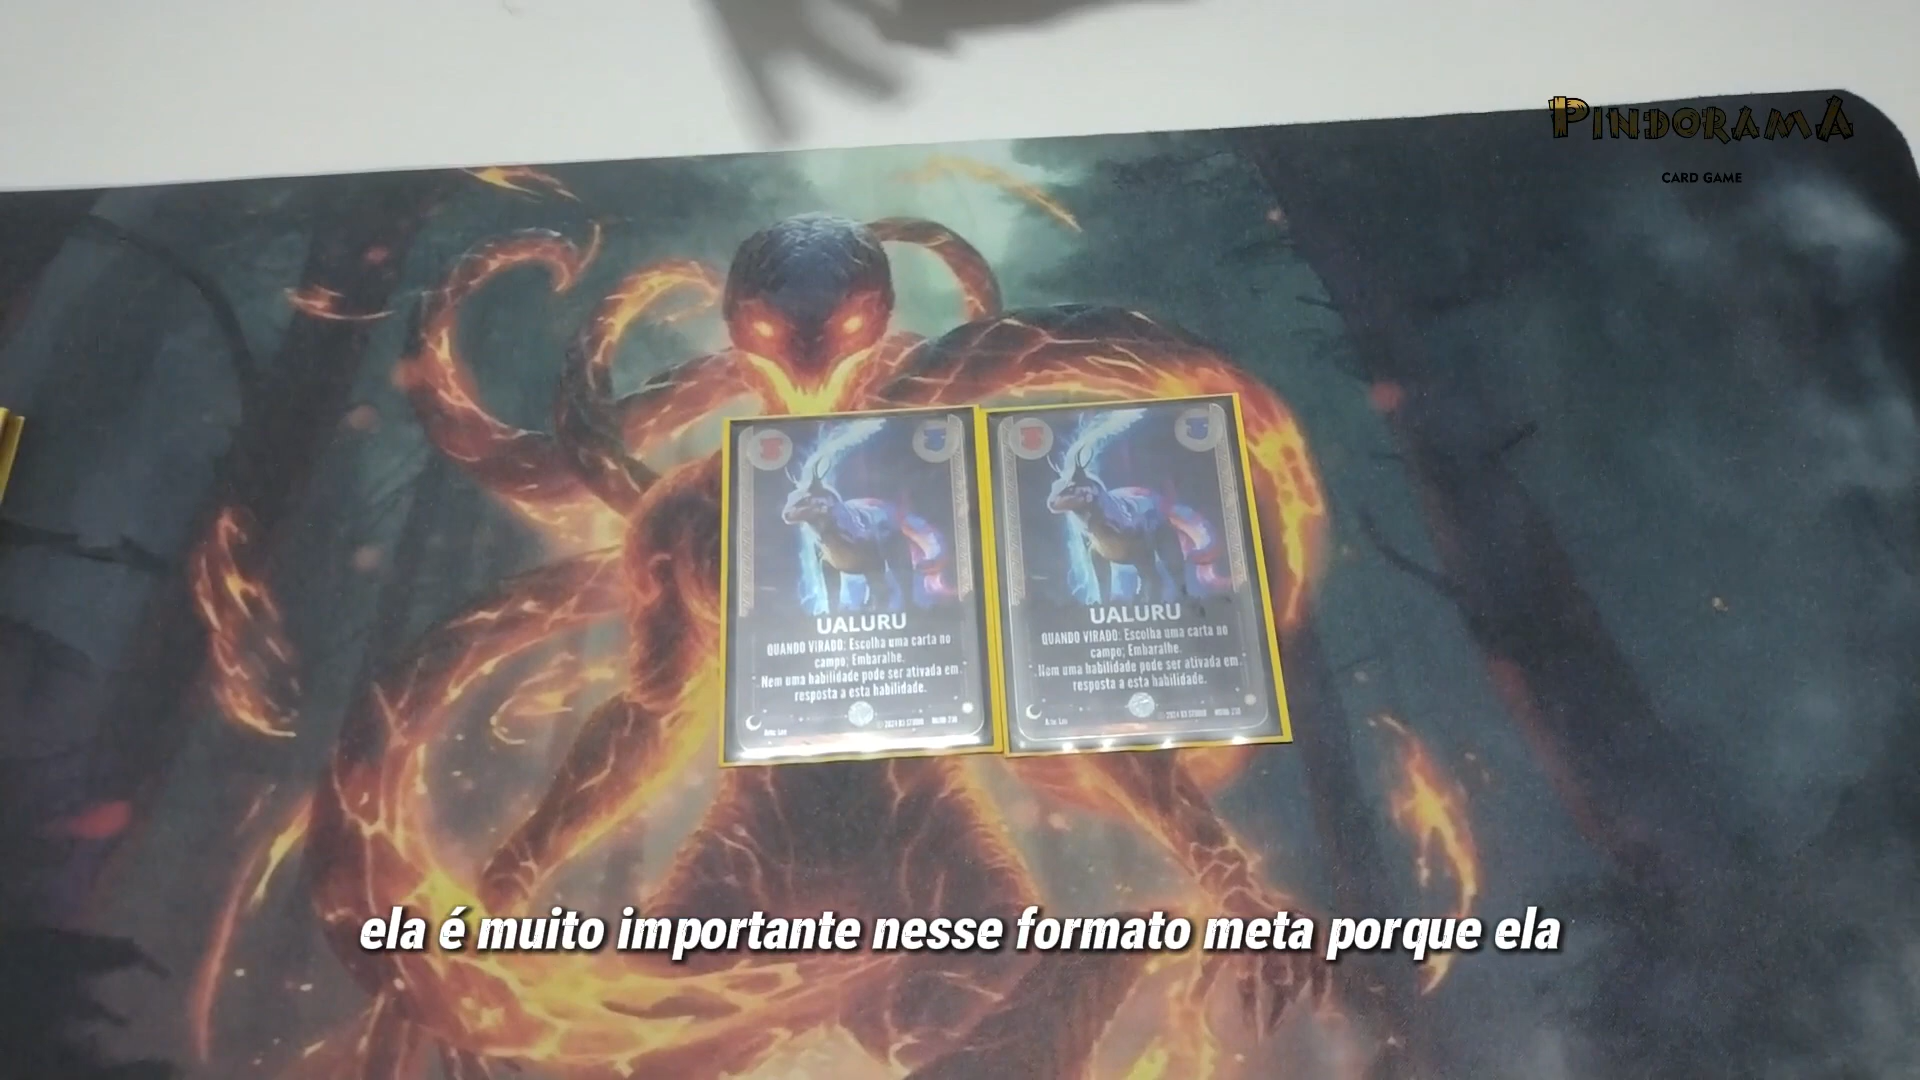 PINDORAMA
CARD GAME
UALURU
QUANDO VIRADO: Escolha uma carta no
campo; Embaralhe.
Nem uma habilidade pode ser ativada em
resposta a esta habilidade.
UALURU
QUANDO VIRADO: Escolha uma carta no
campo; Embaralhe.
Nem uma habilidade pode ser ativada em
resposta a esta habilidade.
ela é muito importante nesse formato meta porque ela